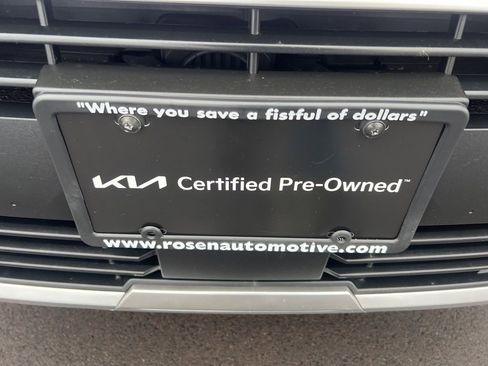 "Where you save a fistful of dollars"
KIA Certified Pre-Owned™
www.rosenautomotive.com